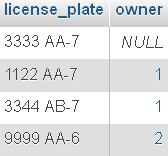 license_plate owner
3333 AA-7 NULL
1122 AA-7 1
3344 AB-7 1
9999 AA-6 2